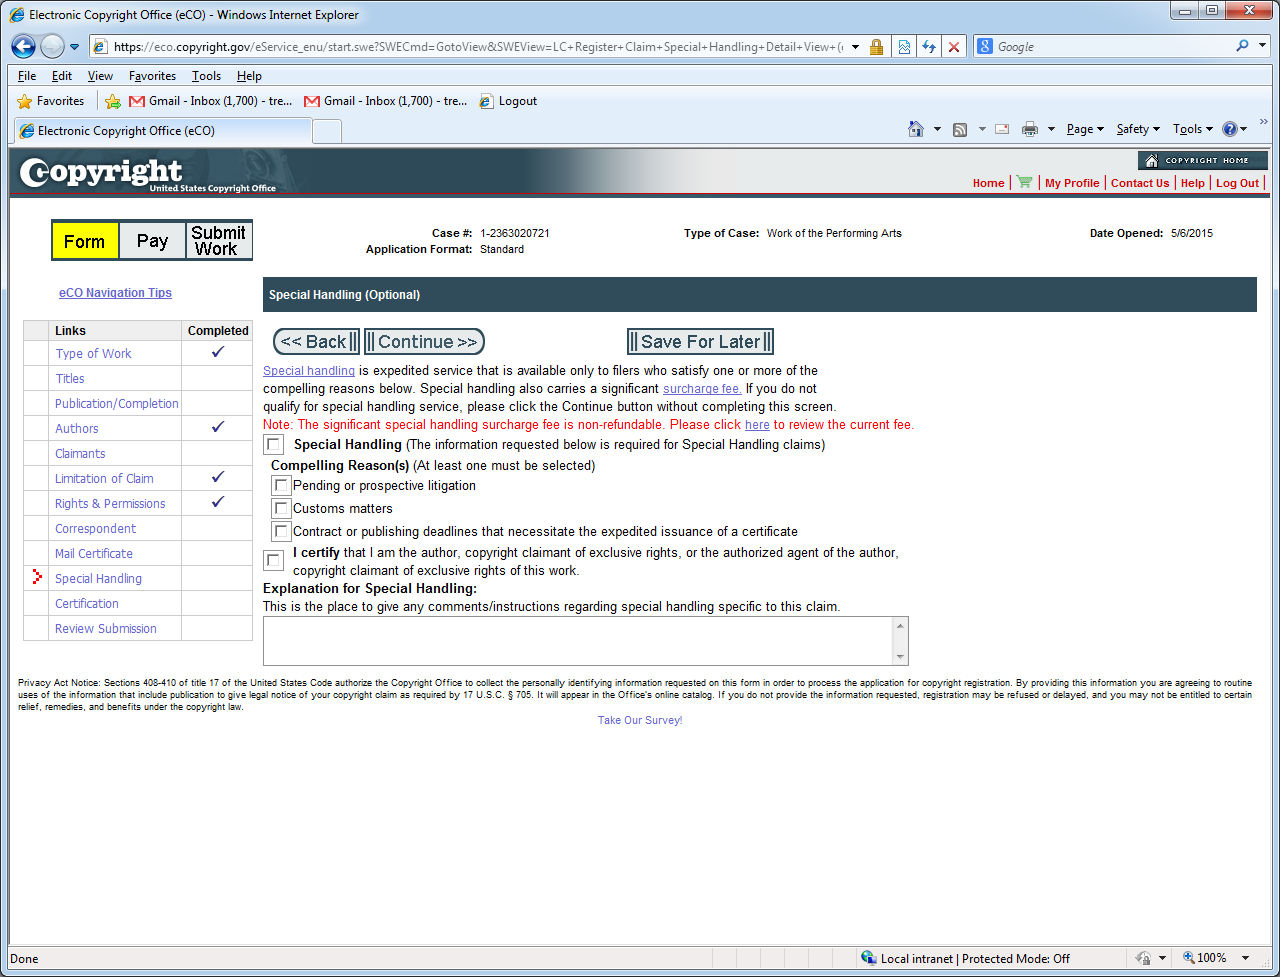 Electronic Copyright Office (eCO) - Windows Internet Explorer
https://eco.copyright.gov/eService_enu/start.swe?SWECmd=GotoView&SWEView=LC+Register+Claim+Special+Handling+Detail+View+(
Google
File Edit View Favorites Tools Help
Favorites Gmail - Inbox (1,700) - tre... Gmail - Inbox (1,700) - tre... Logout
Electronic Copyright Office (eCO)
Page Safety Tools
Copyright
United States Copyright Office
COPYRIGHT HOME
Home | My Profile | Contact Us | Help | Log Out |
Form Pay Submit Work
Case #: 1-2363020721 Type of Case: Work of the Performing Arts Date Opened: 5/6/2015
Application Format: Standard
eCO Navigation Tips
Links Completed
Type of Work
Titles
Publication/Completion
Authors
Claimants
Limitation of Claim
Rights & Permissions
Correspondent
Mail Certificate
Special Handling
Certification
Review Submission
Special Handling (Optional)
<< Back Continue >> Save For Later
Special handling is expedited service that is available only to filers who satisfy one or more of the
compelling reasons below. Special handling also carries a significant surcharge fee. If you do not
qualify for special handling service, please click the Continue button without completing this screen.
Note: The significant special handling surcharge fee is non-refundable. Please click here to review the current fee.
Special Handling (The information requested below is required for Special Handling claims)
Compelling Reason(s) (At least one must be selected)
Pending or prospective litigation
Customs matters
Contract or publishing deadlines that necessitate the expedited issuance of a certificate
I certify that I am the author, copyright claimant of exclusive rights, or the authorized agent of the author,
copyright claimant of exclusive rights of this work.
Explanation for Special Handling:
This is the place to give any comments/instructions regarding special handling specific to this claim.
Privacy Act Notice: Sections 408-410 of title 17 of the United States Code authorize the Copyright Office to collect the personally identifying information requested on this form in order to process the application for copyright registration. By providing this information you are agreeing to routine
uses of the information that include publication to give legal notice of your copyright claim as required by 17 U.S.C. § 705. It will appear in the Office's online catalog. If you do not provide the information requested, registration may be refused or delayed, and you may not be entitled to certain
relief, remedies, and benefits under the copyright law.
Take Our Survey!
Done
Local intranet | Protected Mode: Off
100%